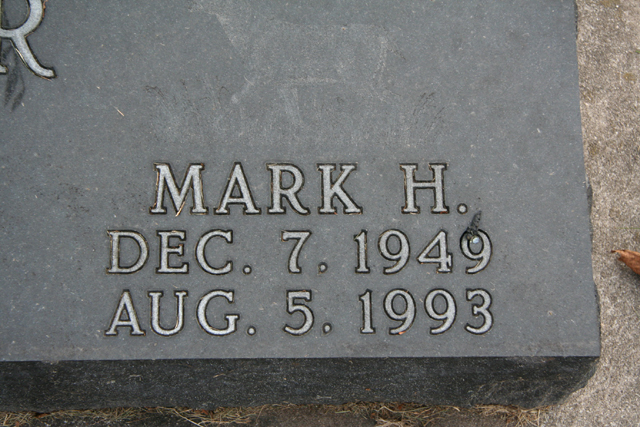 R
MARK H.
DEC. 7. 1949
AUG. 5. 1993